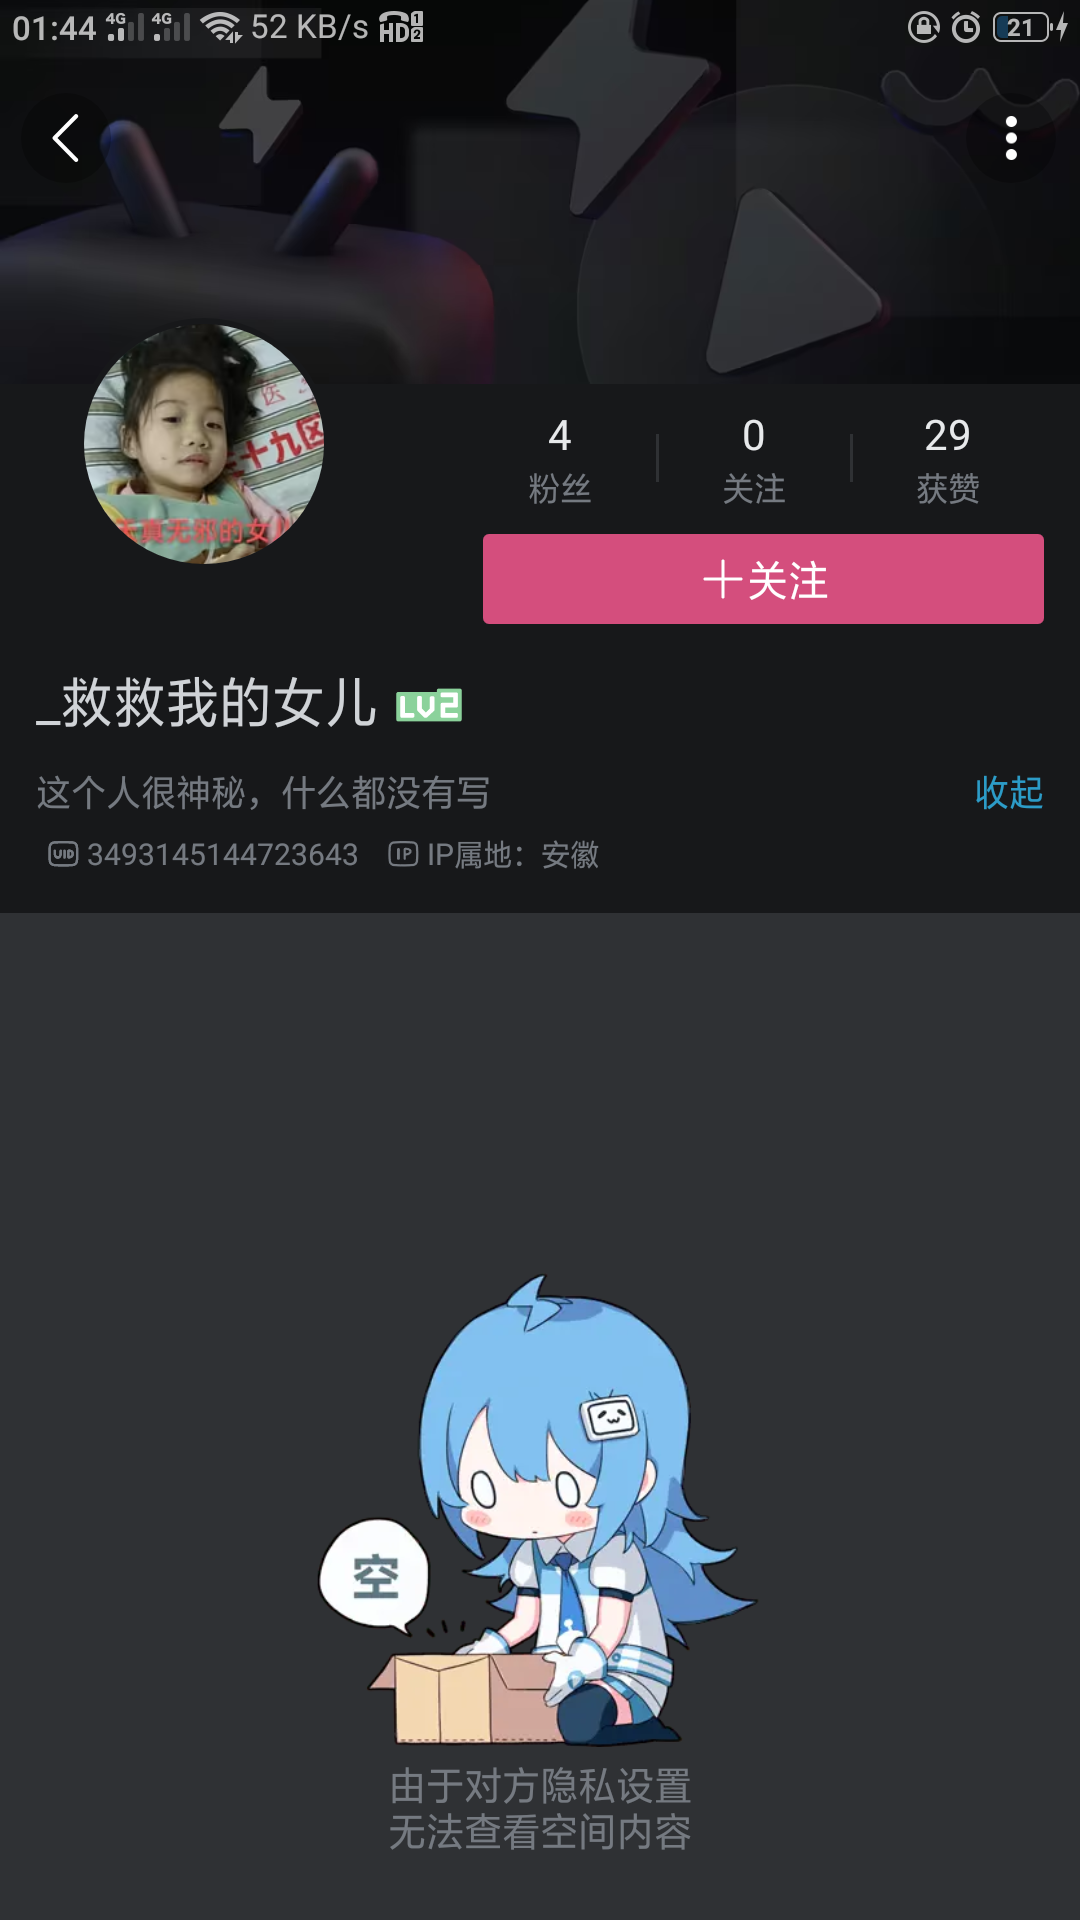 01:44 4G 4G 52 KB/s HD 1 2 21
医
十九区
天真无邪的女儿
4 0 29
粉丝 关注 获赞
关注
_救救我的女儿 LV2
这个人很神秘，什么都没有写 收起
UID 3493145144723643 IP IP属地：安徽
空
由于对方隐私设置
无法查看空间内容